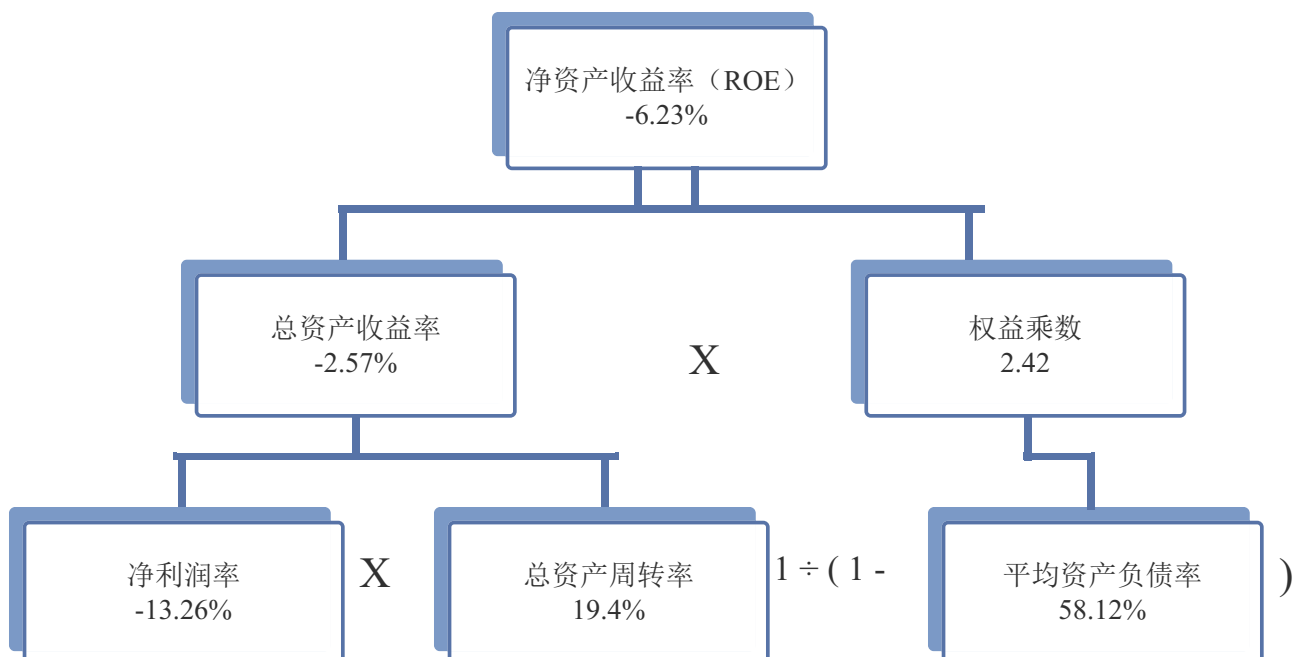 净资产收益率（ROE）
-6.23%
总资产收益率
-2.57%
X
权益乘数
2.42
净利润率
-13.26%
X
总资产周转率
19.4%
1 ÷ ( 1 -
平均资产负债率
58.12%
)